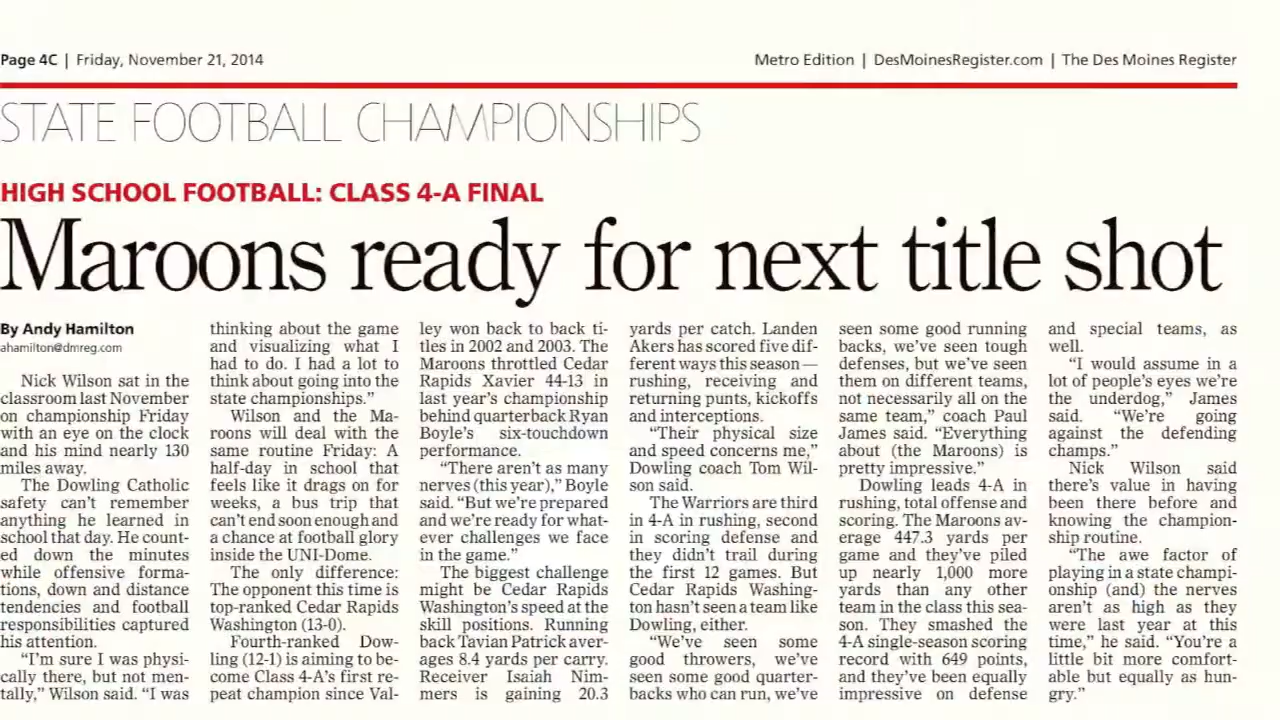 Page 4C | Friday, November 21, 2014
Metro Edition | DesMoinesRegister.com | The Des Moines Register
STATE FOOTBALL CHAMPIONSHIPS
HIGH SCHOOL FOOTBALL: CLASS 4-A FINAL
Maroons ready for next title shot
By Andy Hamilton
ahamilton@dmreg.com
Nick Wilson sat in the
classroom last November
on championship Friday
with an eye on the clock
and his mind nearly 130
miles away.
The Dowling Catholic
safety can't remember
anything he learned in
school that day. He count-
ed down the minutes
while offensive forma-
tions, down and distance
tendencies and football
responsibilities captured
his attention.
"I'm sure I was physi-
cally there, but not men-
tally," Wilson said. "I was
thinking about the game
and visualizing what I
had to do. I had a lot to
think about going into the
state championships."
Wilson and the Ma-
roons will deal with the
same routine Friday: A
half-day in school that
feels like it drags on for
weeks, a bus trip that
can't end soon enough and
a chance at football glory
inside the UNI-Dome.
The only difference:
The opponent this time is
top-ranked Cedar Rapids
Washington (13-0).
Fourth-ranked Dow-
ling (12-1) is aiming to be-
come Class 4-A's first re-
peat champion since Val-
ley won back to back ti-
tles in 2002 and 2003. The
Maroons throttled Cedar
Rapids Xavier 44-13 in
last year's championship
behind quarterback Ryan
Boyle's six-touchdown
performance.
"There aren't as many
nerves (this year)," Boyle
said. "But we're prepared
and we're ready for what-
ever challenges we face
in the game."
The biggest challenge
might be Cedar Rapids
Washington's speed at the
skill positions. Running
back Tavian Patrick aver-
ages 8.4 yards per carry.
Receiver Isaiah Nim-
mers is gaining 20.3
yards per catch. Landen
Akers has scored five dif-
ferent ways this season —
rushing, receiving and
returning punts, kickoffs
and interceptions.
"Their physical size
and speed concerns me,"
Dowling coach Tom Wil-
son said.
The Warriors are third
in 4-A in rushing, second
in scoring defense and
they didn't trail during
the first 12 games. But
Cedar Rapids Washing-
ton hasn't seen a team like
Dowling, either.
"We've seen some
good throwers, we've
seen some good quarter-
backs who can run, we've
seen some good running
backs, we've seen tough
defenses, but we've seen
them on different teams,
not necessarily all on the
same team," coach Paul
James said. "Everything
about (the Maroons) is
pretty impressive."
Dowling leads 4-A in
rushing, total offense and
scoring. The Maroons av-
erage 447.3 yards per
game and they've piled
up nearly 1,000 more
yards than any other
team in the class this sea-
son. They smashed the
4-A single-season scoring
record with 649 points,
and they've been equally
impressive on defense
and special teams, as
well.
"I would assume in a
lot of people's eyes we're
the underdog," James
said. "We're going
against the defending
champs."
Nick Wilson said
there's value in having
been there before and
knowing the champion-
ship routine.
"The awe factor of
playing in a state champi-
onship (and) the nerves
aren't as high as they
were last year at this
time," he said. "You're a
little bit more comfort-
able but equally as hun-
gry."